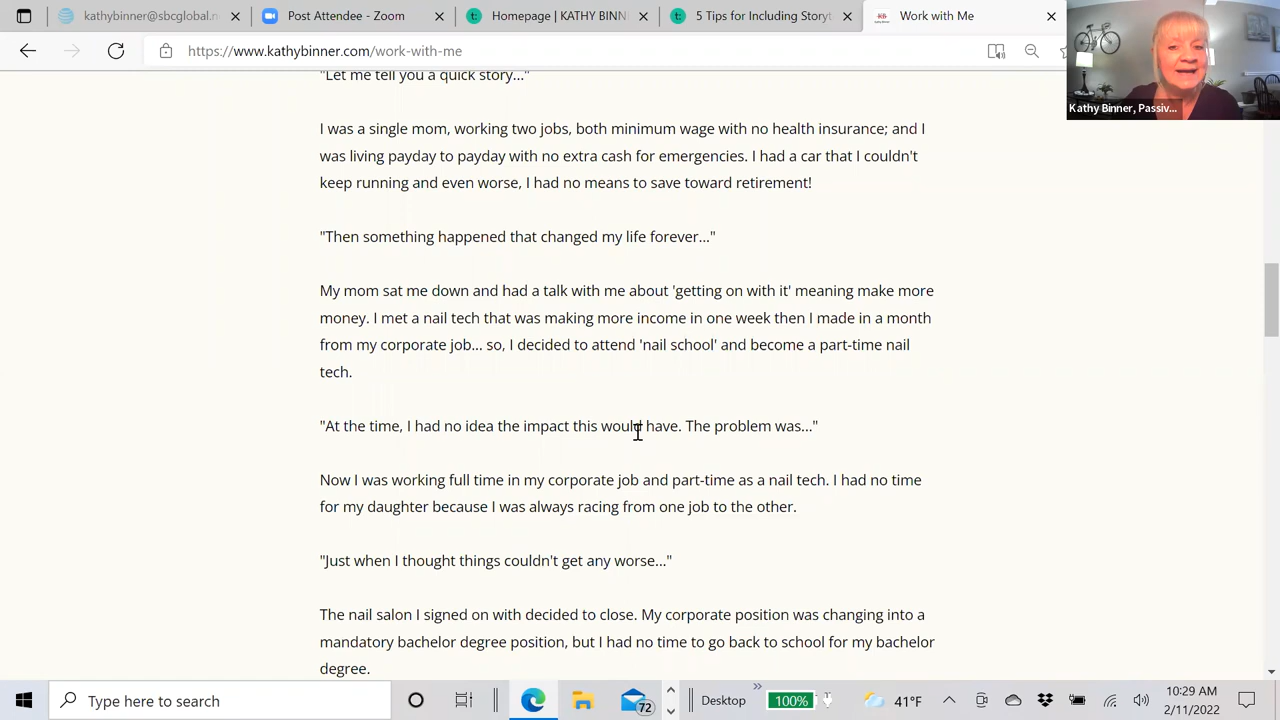 kathybinner@sbcglobal.n
Post Attendee - Zoom
Homepage | KATHY BINN
5 Tips for Including Storyt
Work with Me
https://www.kathybinner.com/work-with-me
Kathy Binner, Passiv...
"Let me tell you a quick story..."
I was a single mom, working two jobs, both minimum wage with no health insurance; and I
was living payday to payday with no extra cash for emergencies. I had a car that I couldn't
keep running and even worse, I had no means to save toward retirement!
"Then something happened that changed my life forever..."
My mom sat me down and had a talk with me about 'getting on with it' meaning make more
money. I met a nail tech that was making more income in one week then I made in a month
from my corporate job... so, I decided to attend 'nail school' and become a part-time nail
tech.
"At the time, I had no idea the impact this would have. The problem was..."
Now I was working full time in my corporate job and part-time as a nail tech. I had no time
for my daughter because I was always racing from one job to the other.
"Just when I thought things couldn't get any worse..."
The nail salon I signed on with decided to close. My corporate position was changing into a
mandatory bachelor degree position, but I had no time to go back to school for my bachelor
degree.
Type here to search
72
Desktop
100%
41°F
10:29 AM
2/11/2022